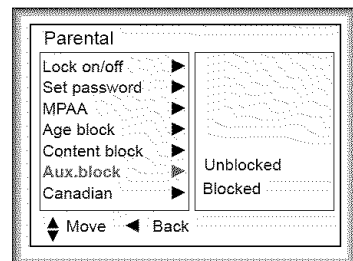 Parental
Lock on/off
Set password
MPAA
Age block
Content block
Aux.block
Canadian
Unblocked
Blocked
Move Back